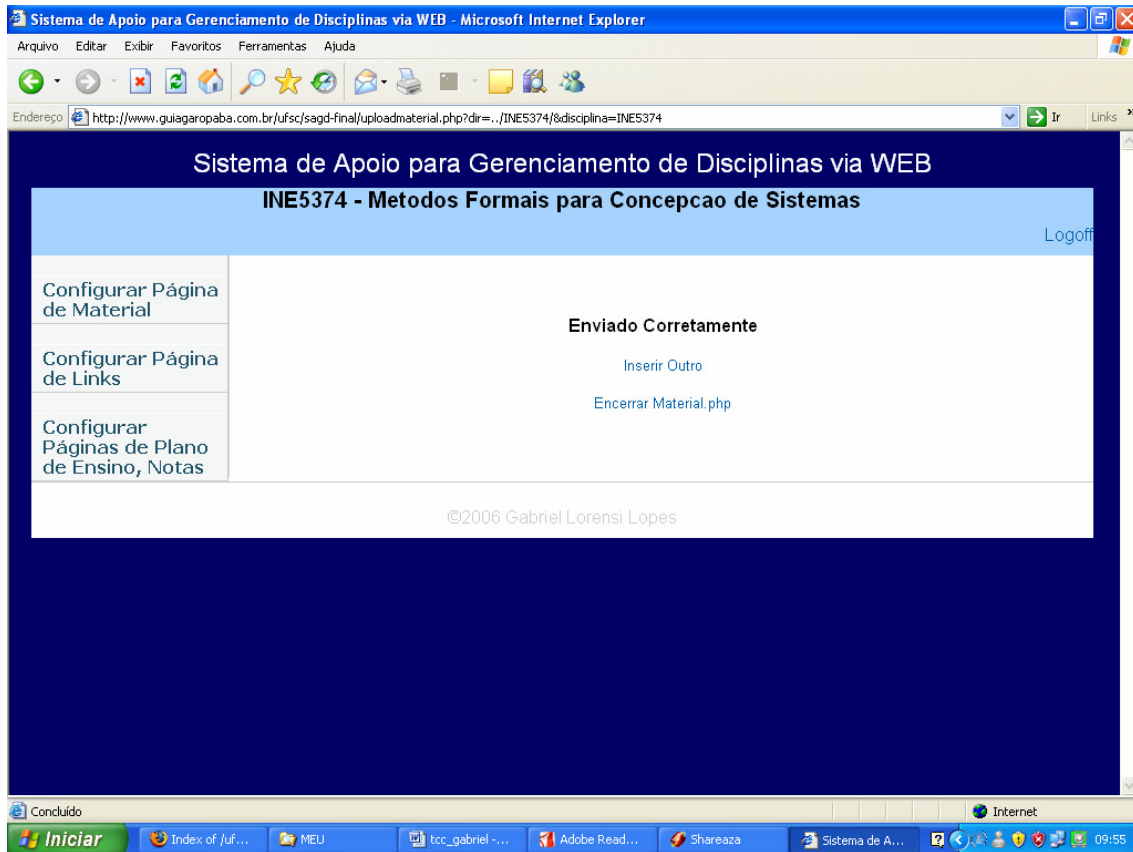 Sistema de Apoio para Gerenciamento de Disciplinas via WEB - Microsoft Internet Explorer
Arquivo Editar Exibir Favoritos Ferramentas Ajuda
Endereço http://www.guiagaropaba.com.br/ufsc/sagd-final/uploadmaterial.php?dir=../INE5374/&disciplina=INE5374 Ir Links »
Sistema de Apoio para Gerenciamento de Disciplinas via WEB
INE5374 - Metodos Formais para Concepcao de Sistemas
Logoff
Configurar Página
de Material
Configurar Página
de Links
Configurar
Páginas de Plano
de Ensino, Notas
Enviado Corretamente
Inserir Outro
Encerrar Material.php
©2006 Gabriel Lorensi Lopes
Concluído Internet
Iniciar Index of /uf... MEU tcc_gabriel -... Adobe Read... Shareaza Sistema de A... 09:55